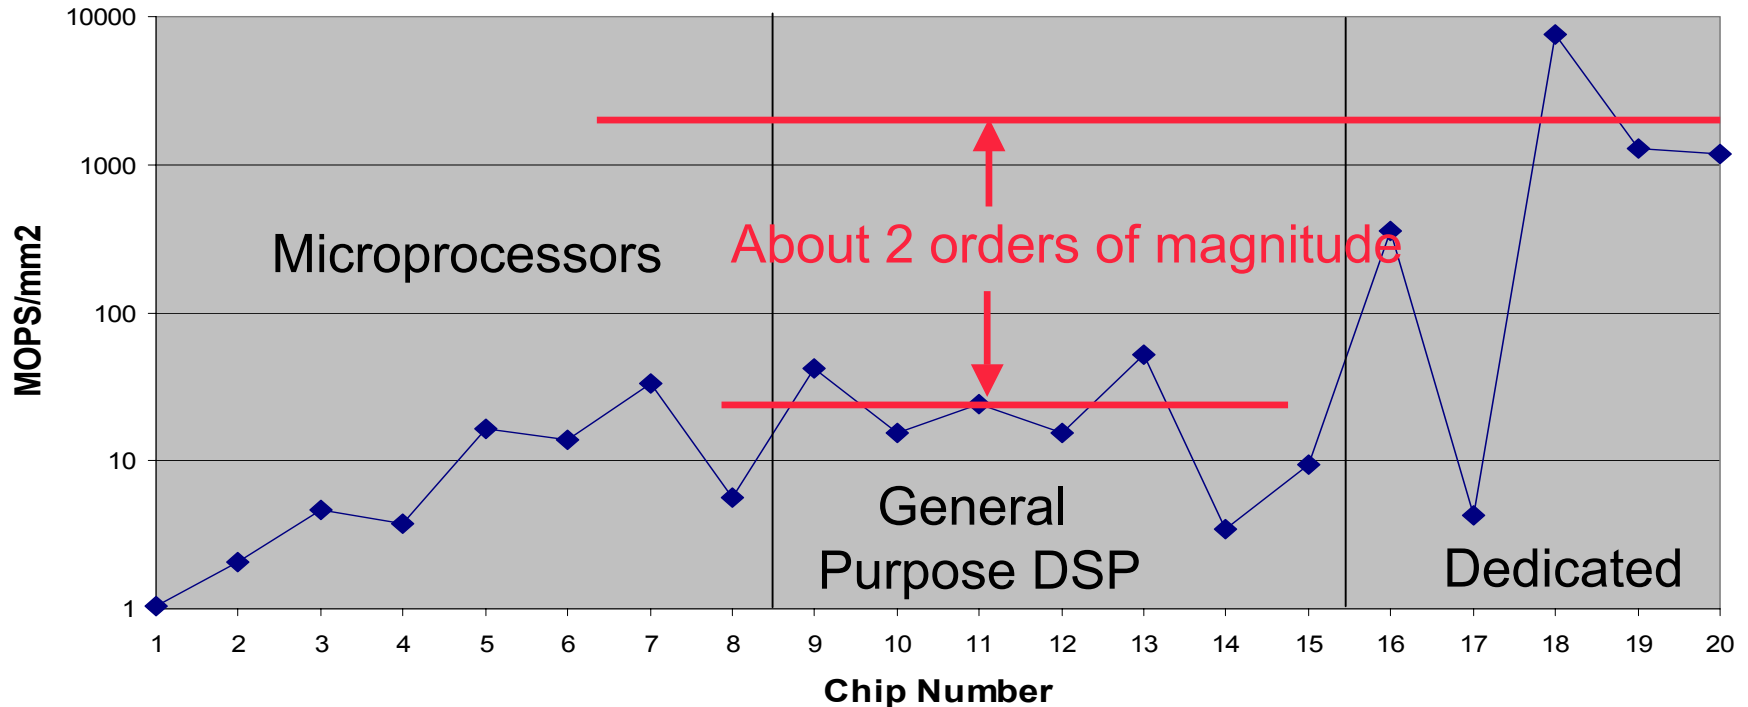 10000
1000
100
10
1
MOPS/mm2
Microprocessors
About 2 orders of magnitude
General
Purpose DSP
Dedicated
1 2 3 4 5 6 7 8 9 10 11 12 13 14 15 16 17 18 19 20
Chip Number